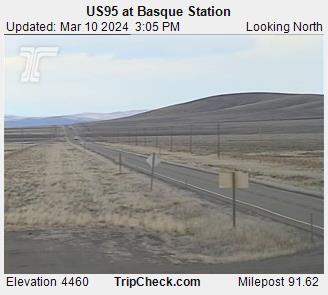 US95 at Basque Station
Updated: Mar 10 2024 3:05 PM Looking North
Elevation 4460 TripCheck.com Milepost 91.62